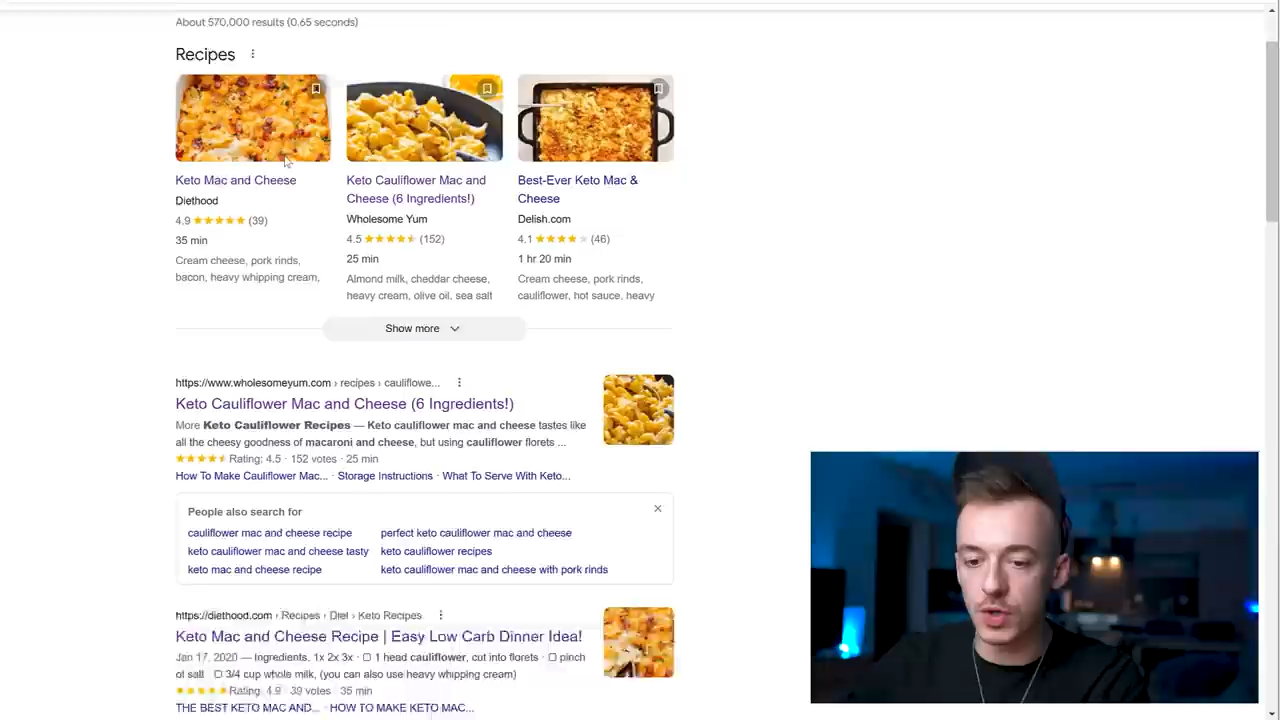 About 570,000 results (0.65 seconds)
Recipes
Keto Mac and Cheese
Diethood
4.9 (39)
35 min
Cream cheese, pork rinds,
bacon, heavy whipping cream,
Keto Cauliflower Mac and
Cheese (6 Ingredients!)
Wholesome Yum
4.5 (152)
25 min
Almond milk, cheddar cheese,
heavy cream, olive oil, sea salt
Best-Ever Keto Mac &
Cheese
Delish.com
4.1 (46)
1 hr 20 min
Cream cheese, pork rinds,
cauliflower, hot sauce, heavy
Show more
https://www.wholesomeyum.com › recipes › cauliflowe...
Keto Cauliflower Mac and Cheese (6 Ingredients!)
More Keto Cauliflower Recipes — Keto cauliflower mac and cheese tastes like
all the cheesy goodness of macaroni and cheese, but using cauliflower florets ...
Rating: 4.5 · 152 votes · 25 min
How To Make Cauliflower Mac... · Storage Instructions · What To Serve With Keto...
People also search for
cauliflower mac and cheese recipe
keto cauliflower mac and cheese tasty
keto mac and cheese recipe
perfect keto cauliflower mac and cheese
keto cauliflower recipes
keto cauliflower mac and cheese with pork rinds
https://diethood.com › Recipes › Diet › Keto Recipes
Keto Mac and Cheese Recipe | Easy Low Carb Dinner Idea!
Jan 17, 2020 — Ingredients. 1x 2x 3x · ☐ 1 head cauliflower, cut into florets · ☐ pinch
of salt ☐ 3/4 cup whole milk, (you can also use heavy whipping cream)
Rating 4.9 39 votes 35 min
THE BEST KETO MAC AND... · HOW TO MAKE KETO MAC...